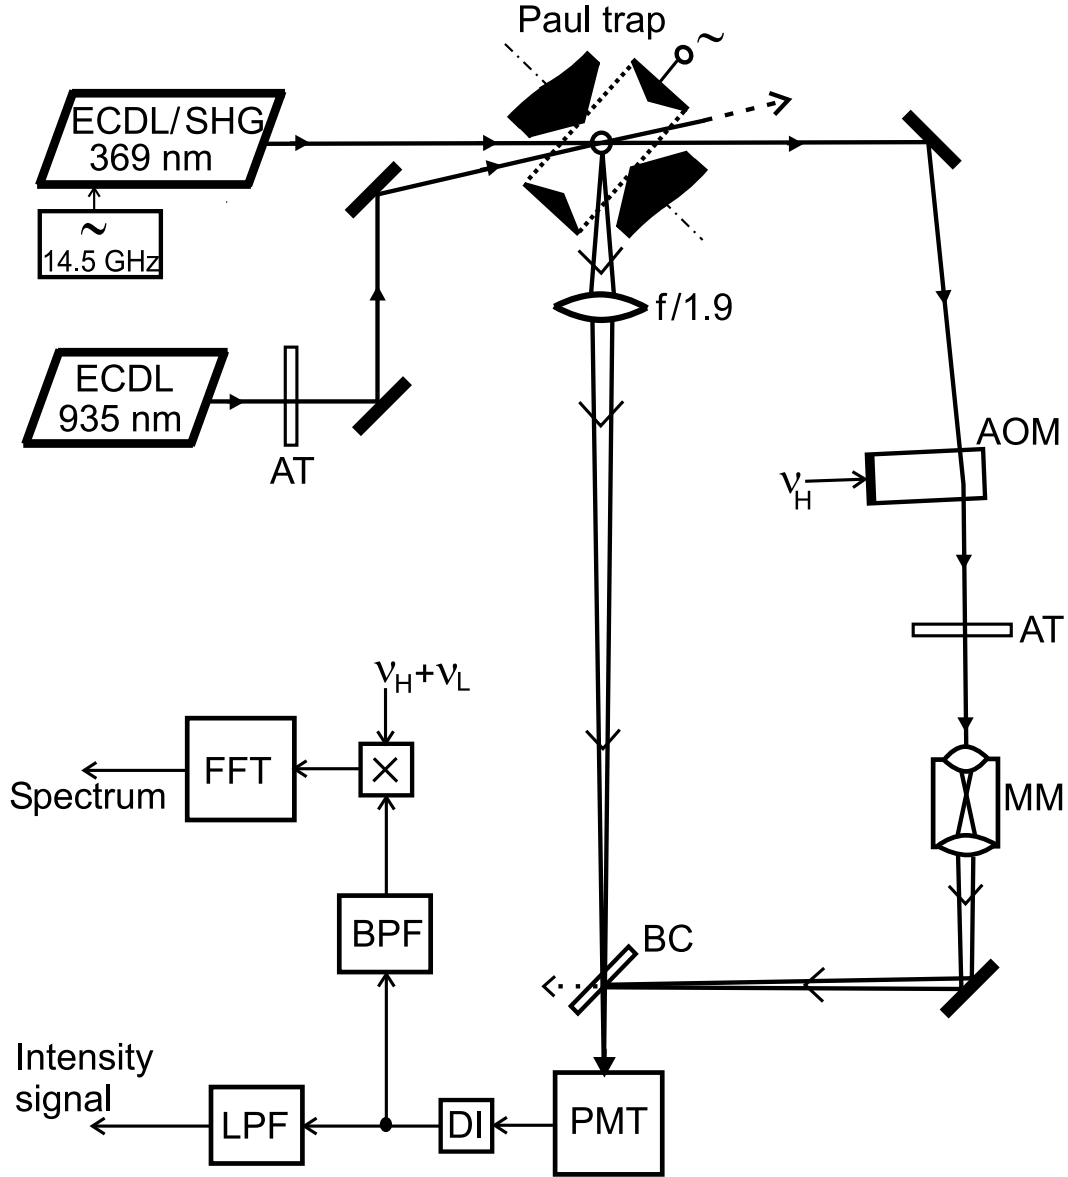 Paul trap
~
ECDL/SHG
369 nm
~
14.5 GHz
f/1.9
ECDL
935 nm
AT
AOM
νH
AT
νH+νL
FFT
×
Spectrum
MM
BPF
BC
Intensity
signal
LPF
DI
PMT